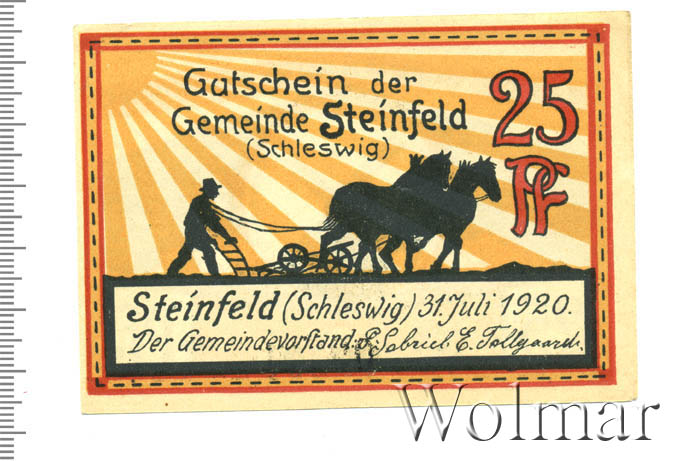 Gutschein der
Gemeinde Steinfeld
(Schleswig)
25
Pf
Steinfeld (Schleswig) 31. Juli 1920.
Der Gemeindevorstand: E.
Wolmar